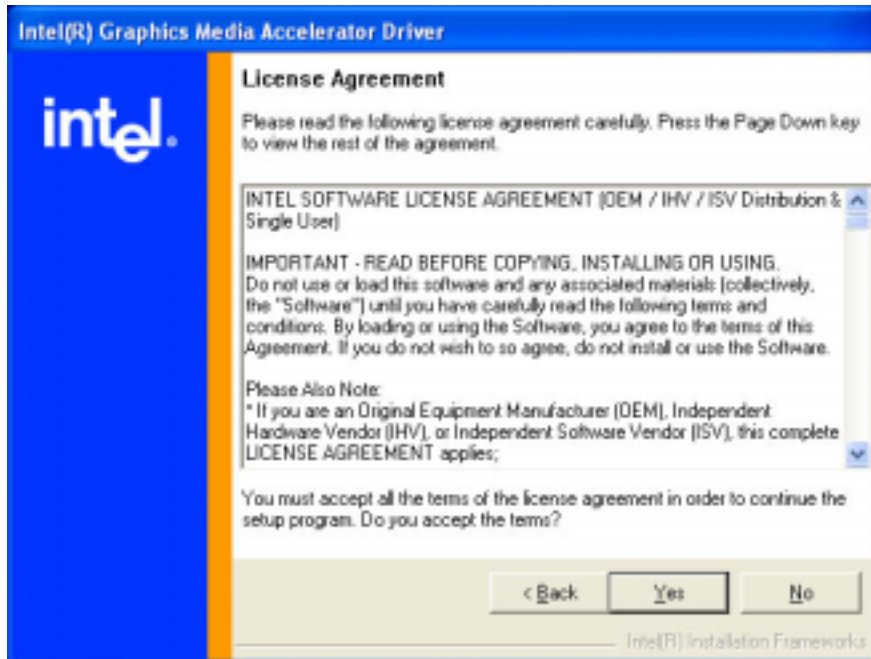 Intel(R) Graphics Media Accelerator Driver
intel.
License Agreement
Please read the following license agreement carefully. Press the Page Down key
to view the rest of the agreement.
INTEL SOFTWARE LICENSE AGREEMENT (OEM / IHV / ISV Distribution &
Single User)
IMPORTANT - READ BEFORE COPYING, INSTALLING OR USING.
Do not use or load this software and any associated materials (collectively,
the "Software") until you have carefully read the following terms and
conditions. By loading or using the Software, you agree to the terms of this
Agreement. If you do not wish to so agree, do not install or use the Software.
Please Also Note:
* If you are an Original Equipment Manufacturer (OEM), Independent
Hardware Vendor (IHV), or Independent Software Vendor (ISV), this complete
LICENSE AGREEMENT applies;
You must accept all the terms of the license agreement in order to continue the
setup program. Do you accept the terms?
< Back Yes No
Intel(R) Installation Frameworks